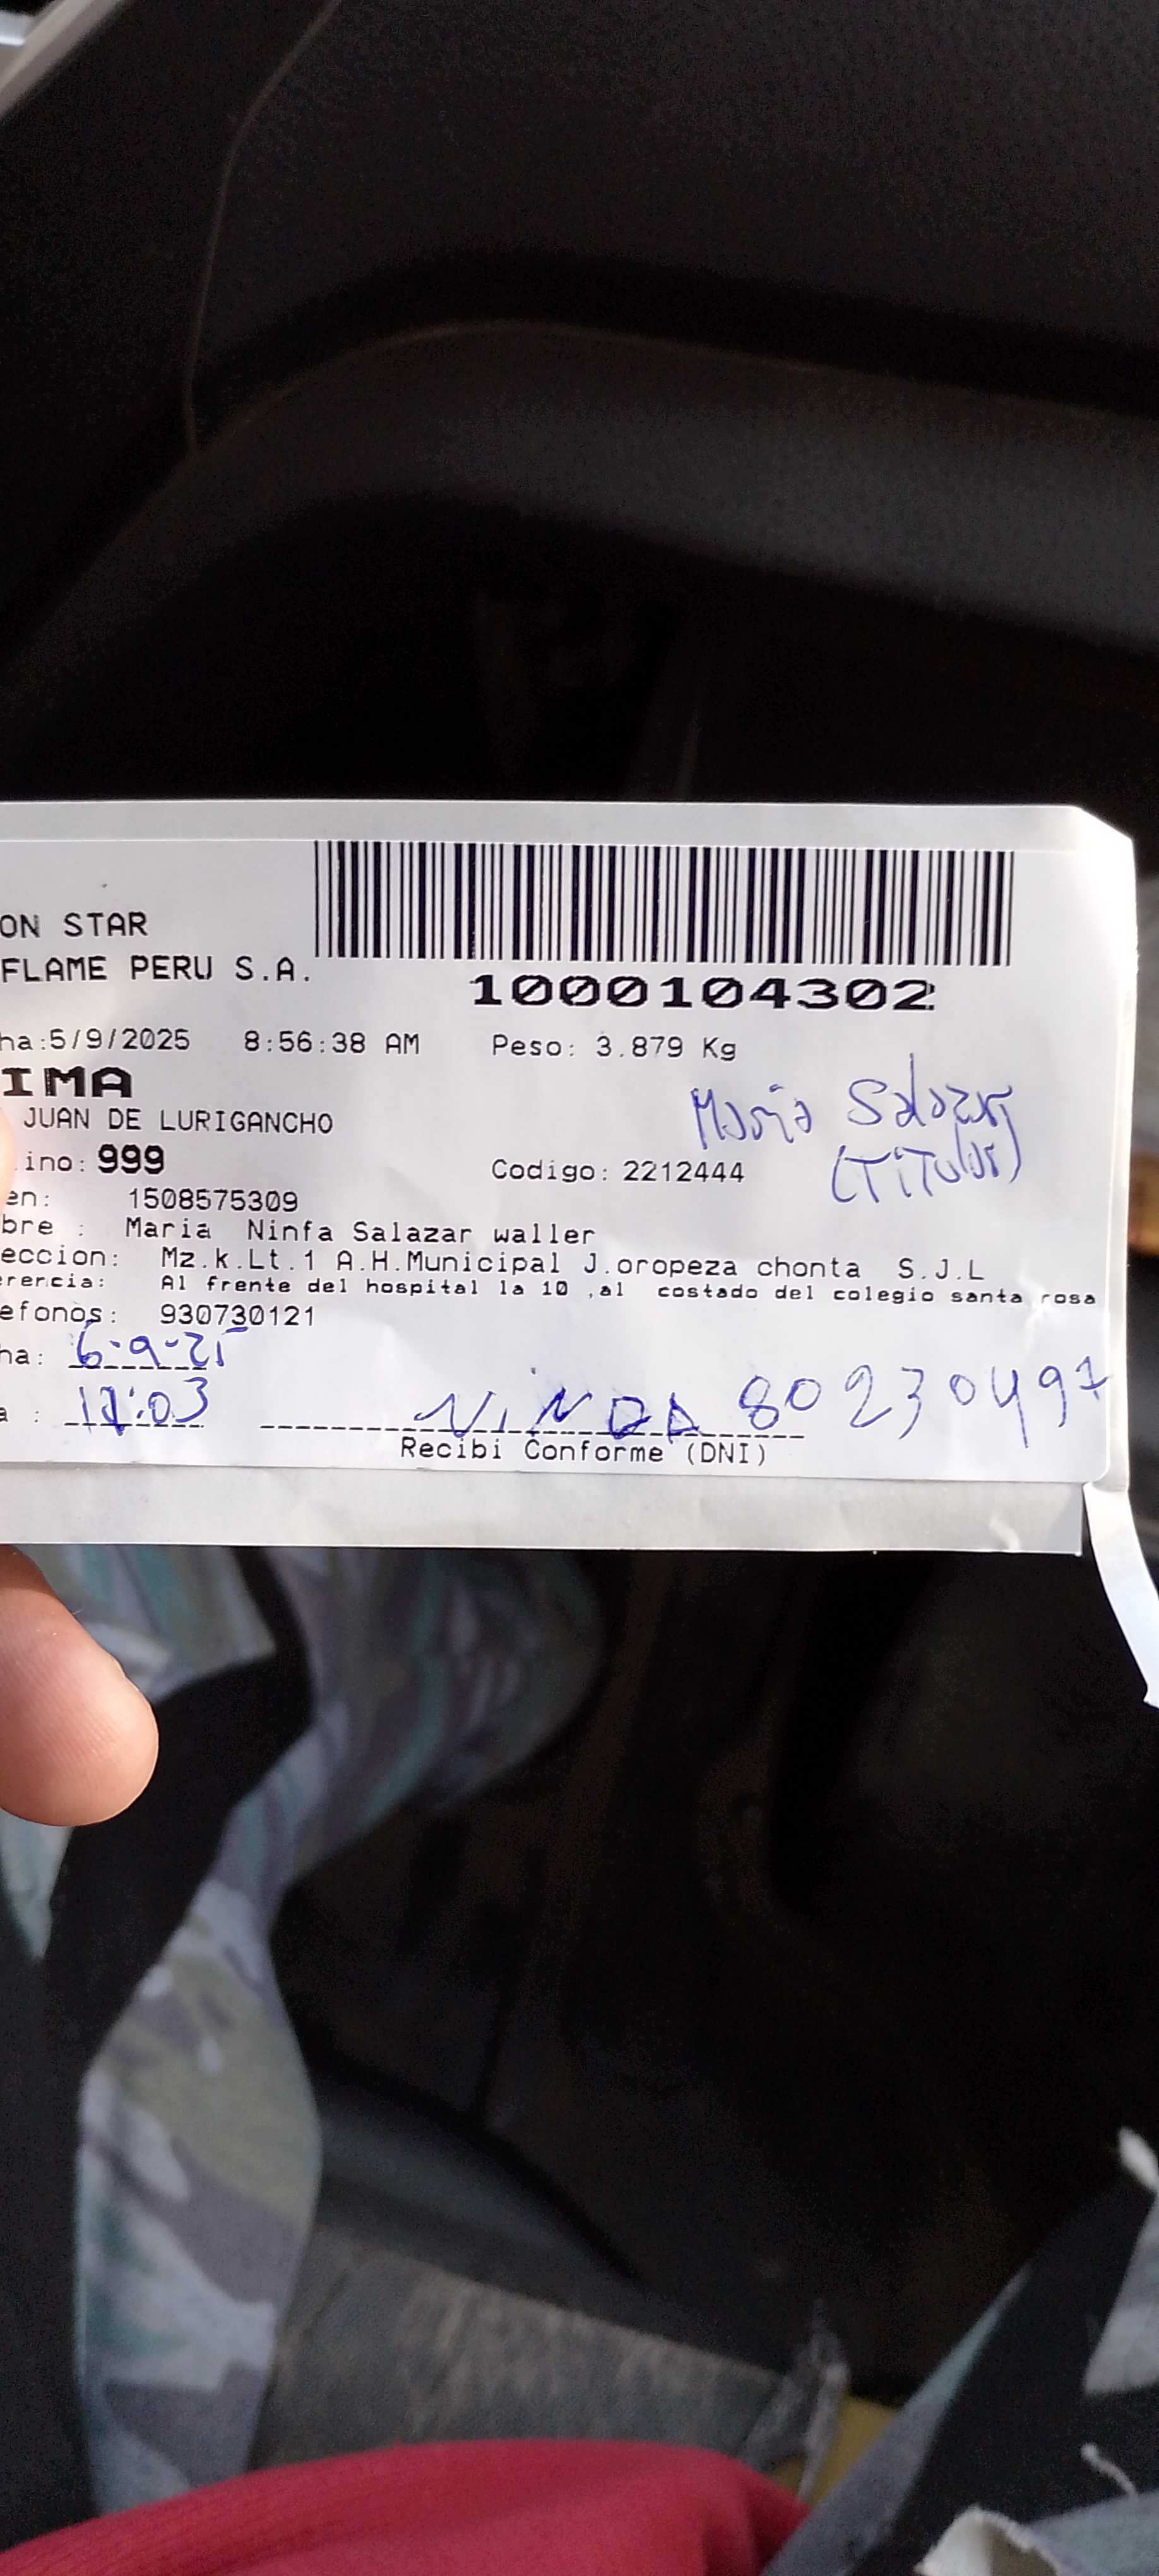 ON STAR
FLAME PERU S.A.
1000104302
ha:5/9/2025 8:56:38 AM Peso: 3.879 Kg
IMA
JUAN DE LURIGANCHO
Maria Salazar
(Titular)
ino: 999 Codigo: 2212444
en: 1508575309
bre : Maria Ninfa Salazar waller
eccion: Mz.k.Lt.1 A.H.Municipal J.oropeza chonta S.J.L
erencia: Al frente del hospital la 10 ,al costado del colegio santa rosa
efonos: 930730121
ha: 6-9-25
a : :03
80230497
Recibi Conforme (DNI)